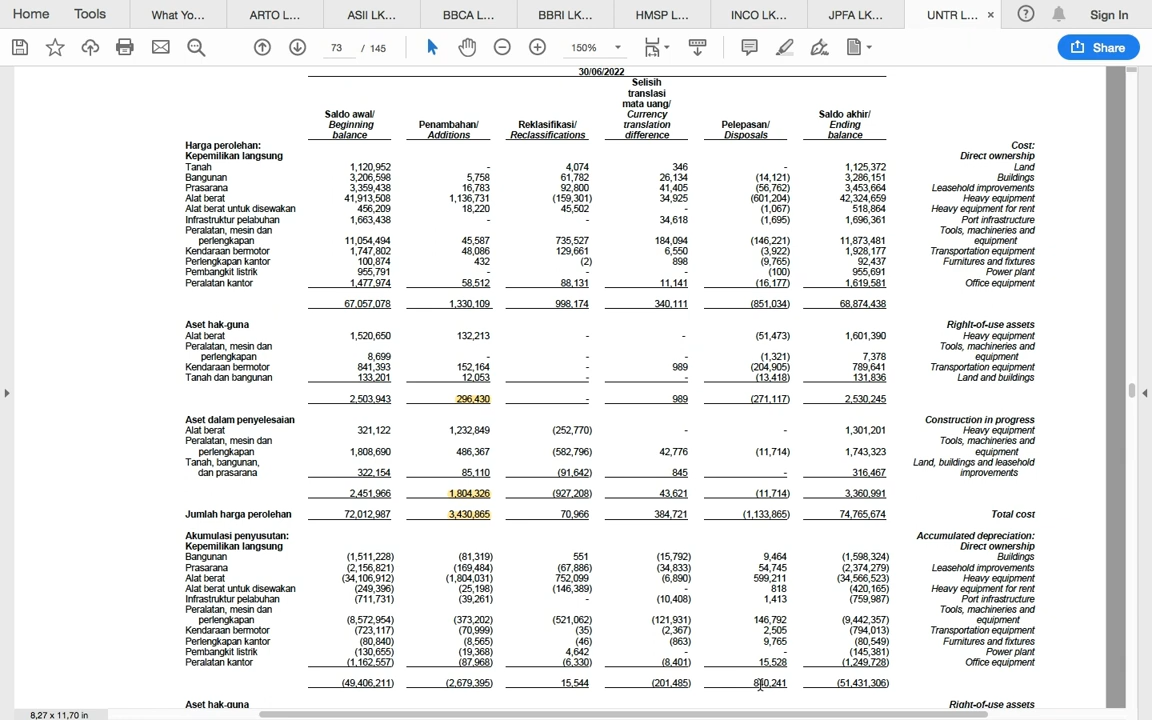 Home Tools What Yo... ARTO L... ASII LK... BBCA L... BBRI LK... HMSP L... INCO LK... JPFA LK... UNTR L... × Sign In
73 / 145 150% Share
30/06/2022
Selisih
translasi
mata uang/
Saldo awal/ Currency Saldo akhir/
Beginning Penambahan/ Reklasifikasi/ translation Pelepasan/ Ending
balance Additions Reclassifications difference Disposals balance
Harga perolehan: Cost:
Kepemilikan langsung Direct ownership
Tanah 1,120,952 - 4,074 346 - 1,125,372 Land
Bangunan 3,206,598 5,758 61,782 26,134 (14,121) 3,286,151 Buildings
Prasarana 3,359,438 16,783 92,800 41,405 (56,762) 3,453,664 Leasehold improvements
Alat berat 41,913,508 1,136,731 (159,301) 34,925 (601,204) 42,324,659 Heavy equipment
Alat berat untuk disewakan 456,209 18,220 45,502 - (1,067) 518,864 Heavy equipment for rent
Infrastruktur pelabuhan 1,663,438 - - 34,618 (1,695) 1,696,361 Port infrastructure
Peralatan, mesin dan Tools, machineries and
perlengkapan 11,054,494 45,587 735,527 184,094 (146,221) 11,873,481 equipment
Kendaraan bermotor 1,747,802 48,086 129,661 6,550 (3,922) 1,928,177 Transportation equipment
Perlengkapan kantor 100,874 432 (2) 898 (9,765) 92,437 Furnitures and fixtures
Pembangkit listrik 955,791 - - - (100) 955,691 Power plant
Peralatan kantor 1,477,974 58,512 88,131 11,141 (16,177) 1,619,581 Office equipment
67,057,078 1,330,109 998,174 340,111 (851,034) 68,874,438
Aset hak-guna Right-of-use assets
Alat berat 1,520,650 132,213 - - (51,473) 1,601,390 Heavy equipment
Peralatan, mesin dan Tools, machineries and
perlengkapan 8,699 - - - (1,321) 7,378 equipment
Kendaraan bermotor 841,393 152,164 - 989 (204,905) 789,641 Transportation equipment
Tanah dan bangunan 133,201 12,053 - - (13,418) 131,836 Land and buildings
2,503,943 296,430 - 989 (271,117) 2,530,245
Aset dalam penyelesaian Construction in progress
Alat berat 321,122 1,232,849 (252,770) - - 1,301,201 Heavy equipment
Peralatan, mesin dan Tools, machineries and
perlengkapan 1,808,690 486,367 (582,796) 42,776 (11,714) 1,743,323 equipment
Tanah, bangunan, Land, buildings and leasehold
dan prasarana 322,154 85,110 (91,642) 845 - 316,467 improvements
2,451,966 1,804,326 (927,208) 43,621 (11,714) 3,360,991
Jumlah harga perolehan 72,012,987 3,430,865 70,966 384,721 (1,133,865) 74,765,674 Total cost
Akumulasi penyusutan: Accumulated depreciation:
Kepemilikan langsung Direct ownership
Bangunan (1,511,228) (81,319) 551 (15,792) 9,464 (1,598,324) Buildings
Prasarana (2,156,821) (169,484) (67,886) (34,833) 54,745 (2,374,279) Leasehold improvements
Alat berat (34,106,912) (1,804,031) 752,099 (6,890) 599,211 (34,566,523) Heavy equipment
Alat berat untuk disewakan (249,396) (25,198) (146,389) - 818 (420,165) Heavy equipment for rent
Infrastruktur pelabuhan (711,731) (39,261) - (10,408) 1,413 (759,987) Port infrastructure
Peralatan, mesin dan Tools, machineries and
perlengkapan (8,572,954) (373,202) (521,062) (121,931) 146,792 (9,442,357) equipment
Kendaraan bermotor (723,117) (70,999) (35) (2,367) 2,505 (794,013) Transportation equipment
Perlengkapan kantor (80,840) (8,565) (46) (863) 9,765 (80,549) Furnitures and fixtures
Pembangkit listrik (130,655) (19,368) 4,642 - - (145,381) Power plant
Peralatan kantor (1,162,557) (87,968) (6,330) (8,401) 15,528 (1,249,728) Office equipment
(49,406,211) (2,679,395) 15,544 (201,485) (51,431,306)
Aset hak-guna Right-of-use assets
8,27 x 11,70 in